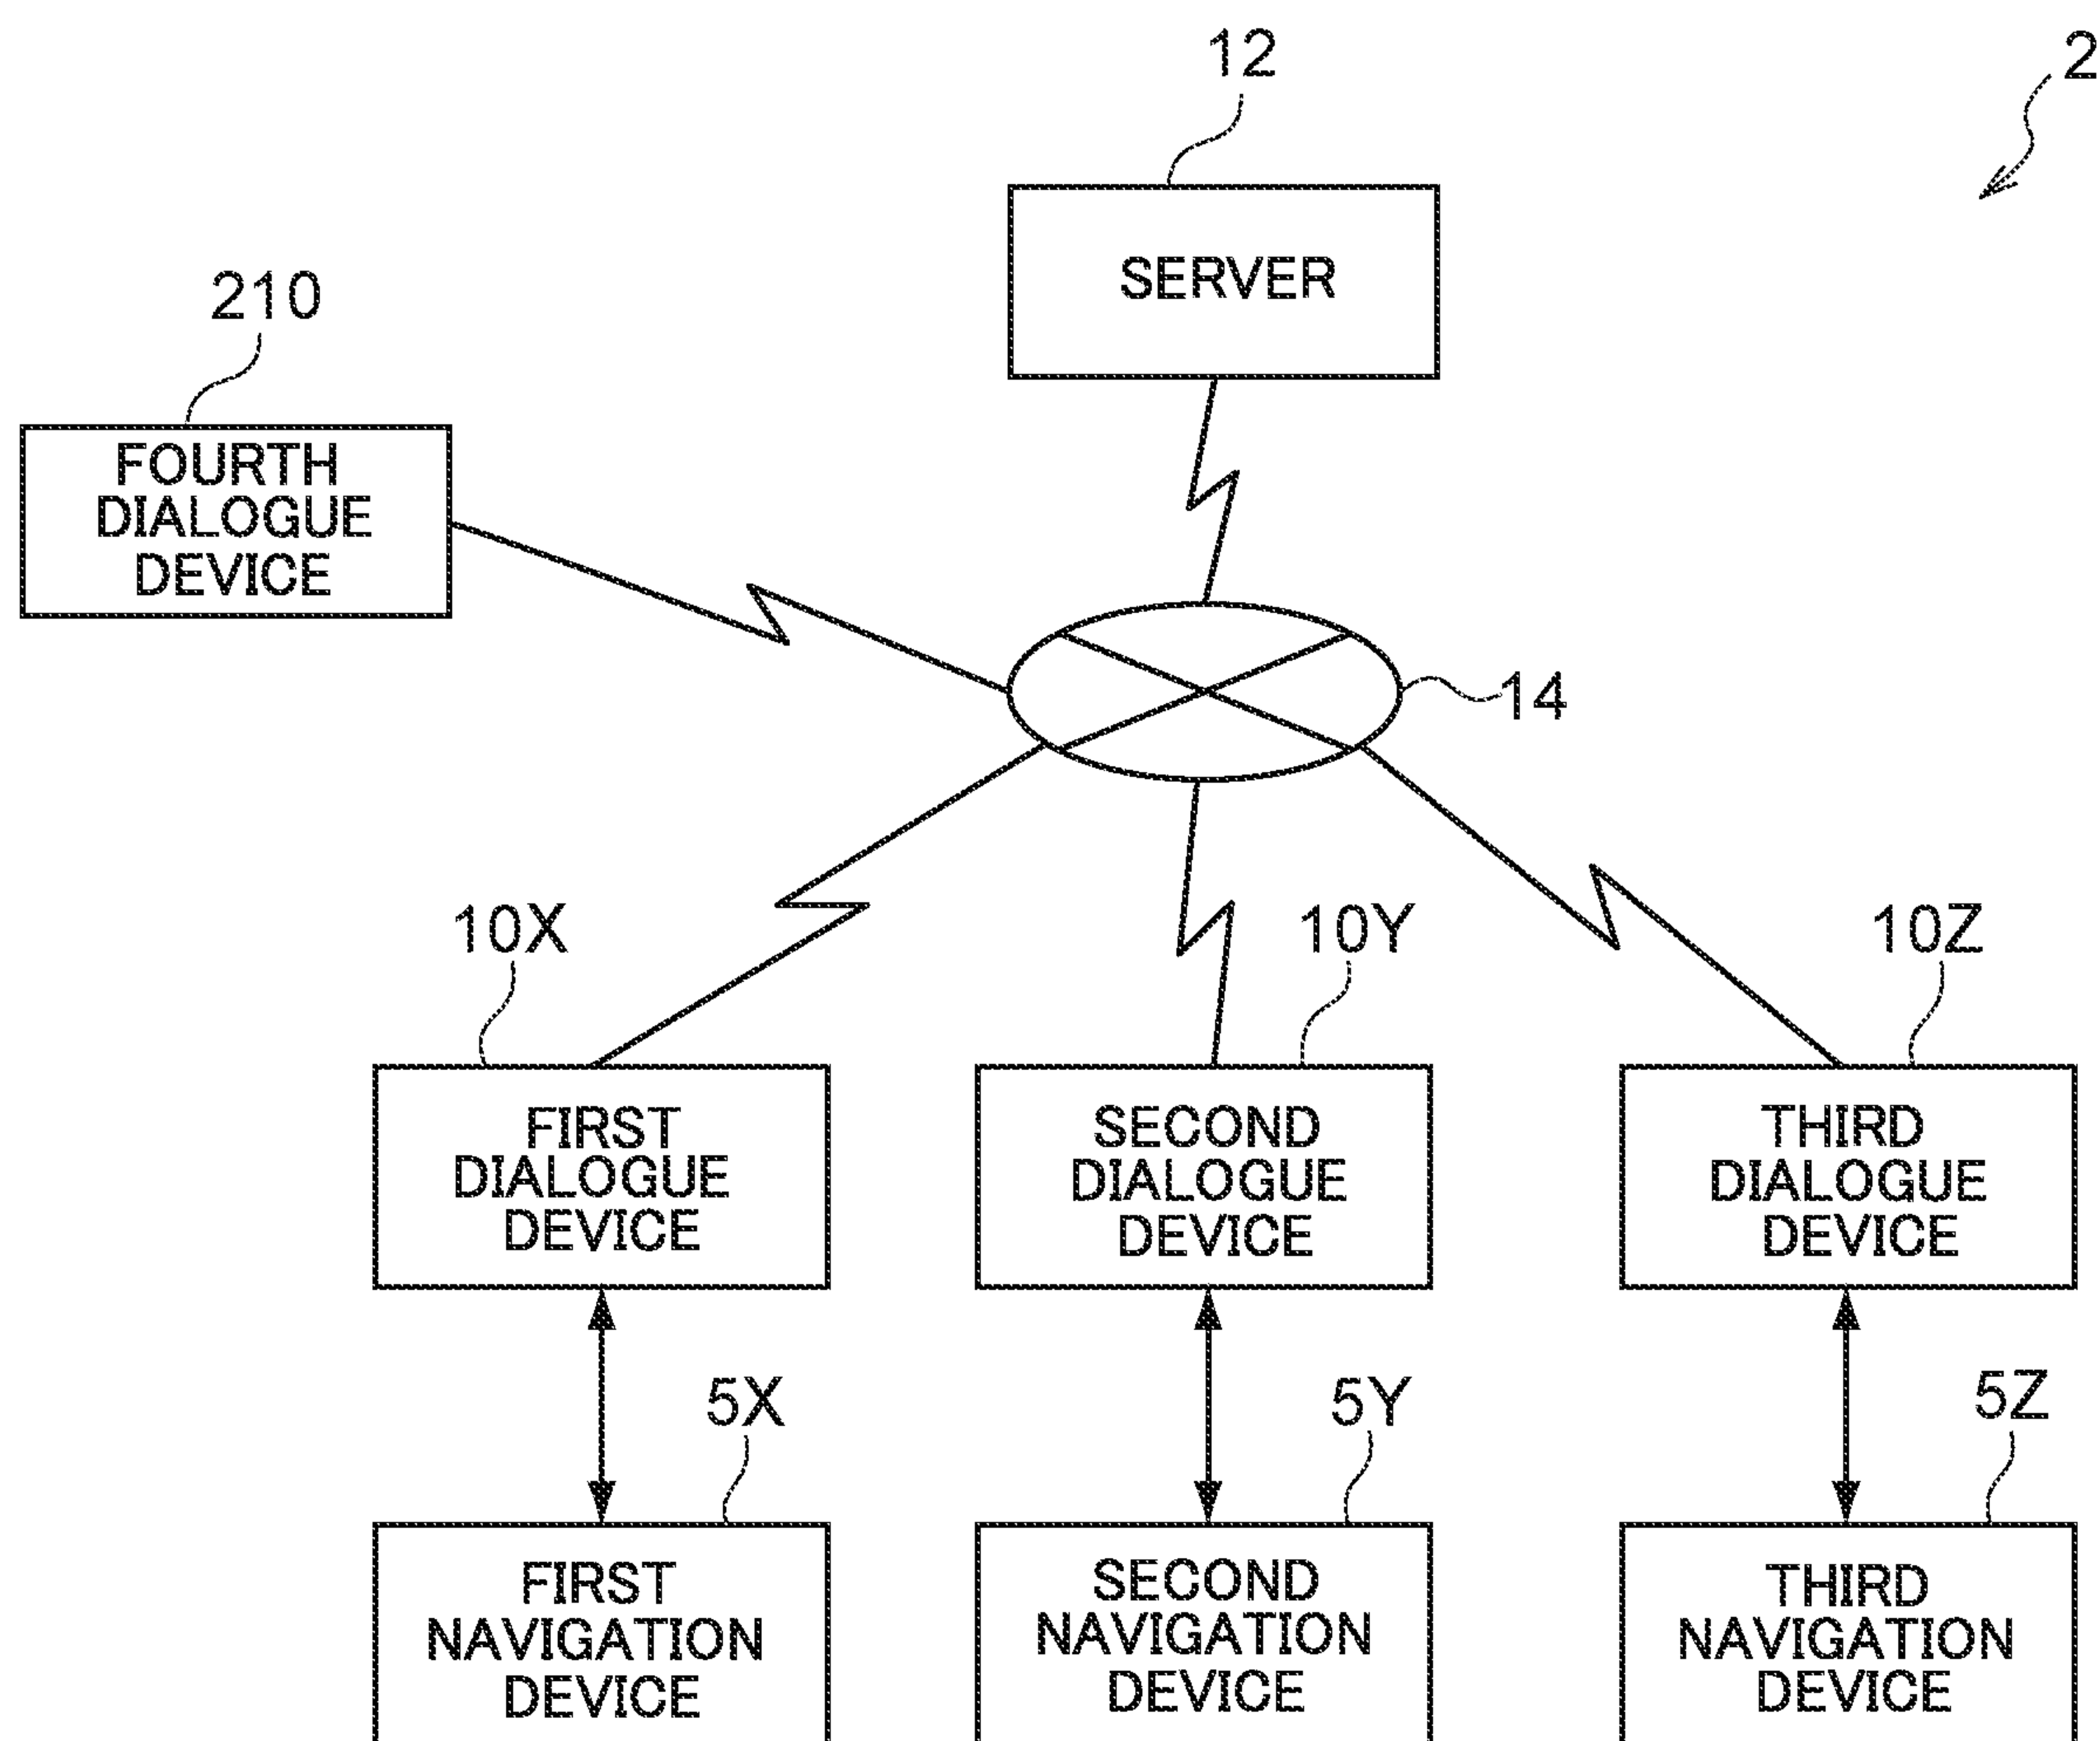 12
2
SERVER
210
FOURTH
DIALOGUE
DEVICE
14
10X
10Y
10Z
FIRST
DIALOGUE
DEVICE
SECOND
DIALOGUE
DEVICE
THIRD
DIALOGUE
DEVICE
5X
5Y
5Z
FIRST
NAVIGATION
DEVICE
SECOND
NAVIGATION
DEVICE
THIRD
NAVIGATION
DEVICE